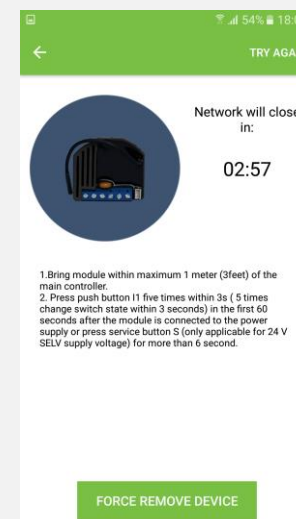 54% 18:0
TRY AGA
Network will close
in:
02:57
1.Bring module within maximum 1 meter (3feet) of the
main controller.
2. Press push button I1 five times within 3s ( 5 times
change switch state within 3 seconds) in the first 60
seconds after the module is connected to the power
supply or press service button S (only applicable for 24 V
SELV supply voltage) for more than 6 second.
FORCE REMOVE DEVICE